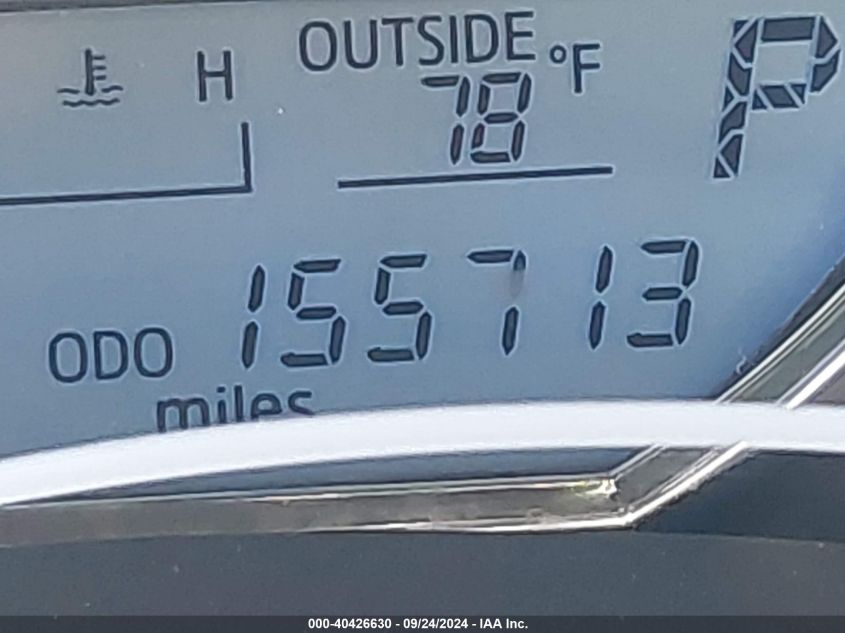 H OUTSIDE °F P
78
ODO 155713
miles
000-40426630 - 09/24/2024 - IAA Inc.